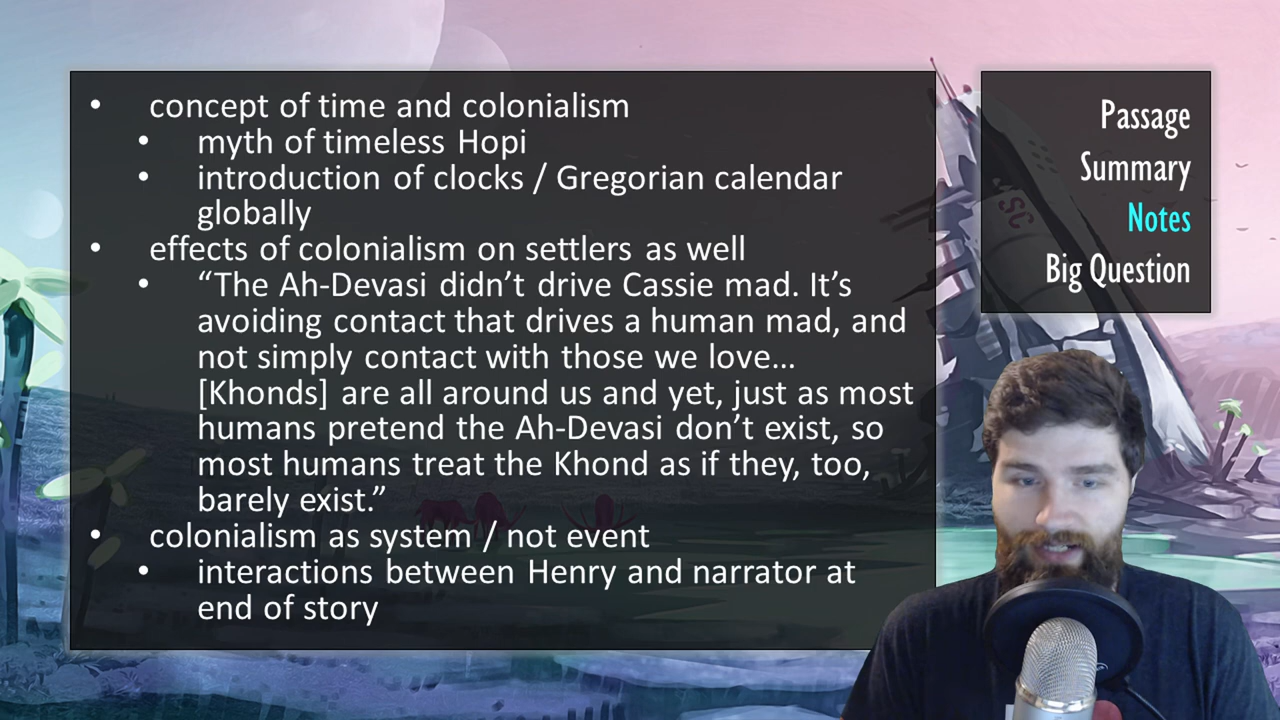 • concept of time and colonialism
• myth of timeless Hopi
• introduction of clocks / Gregorian calendar
globally
• effects of colonialism on settlers as well
• “The Ah-Devasi didn’t drive Cassie mad. It’s
avoiding contact that drives a human mad, and
not simply contact with those we love…
[Khonds] are all around us and yet, just as most
humans pretend the Ah-Devasi don’t exist, so
most humans treat the Khond as if they, too,
barely exist.”
• colonialism as system / not event
• interactions between Henry and narrator at
end of story
Passage
Summary
Notes
Big Question